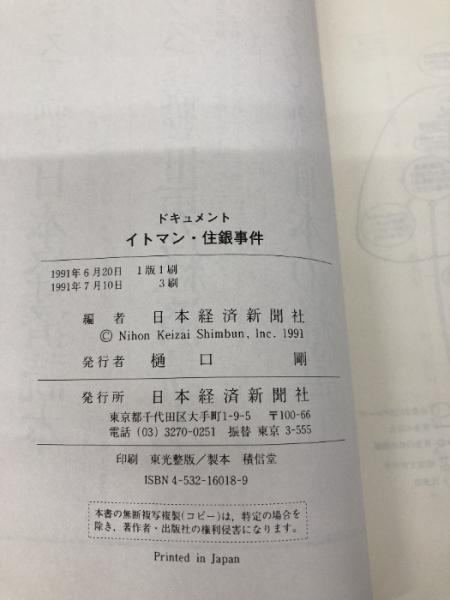 ドキュメント
イトマン・住銀事件
1991年6月20日 1版1刷
1991年7月10日 3刷
編者 日本経済新聞社
© Nihon Keizai Shimbun, Inc. 1991
発行者 樋口 剛
発行所 日本経済新聞社
東京都千代田区大手町1-9-5 〒100-66
電話 (03) 3270-0251 振替 東京 3-555
印刷 東光整版/製本 積信堂
ISBN 4-532-16018-9
本書の無断複写複製(コピー)は、特定の場合を
除き、著作者・出版社の権利侵害になります。
Printed in Japan